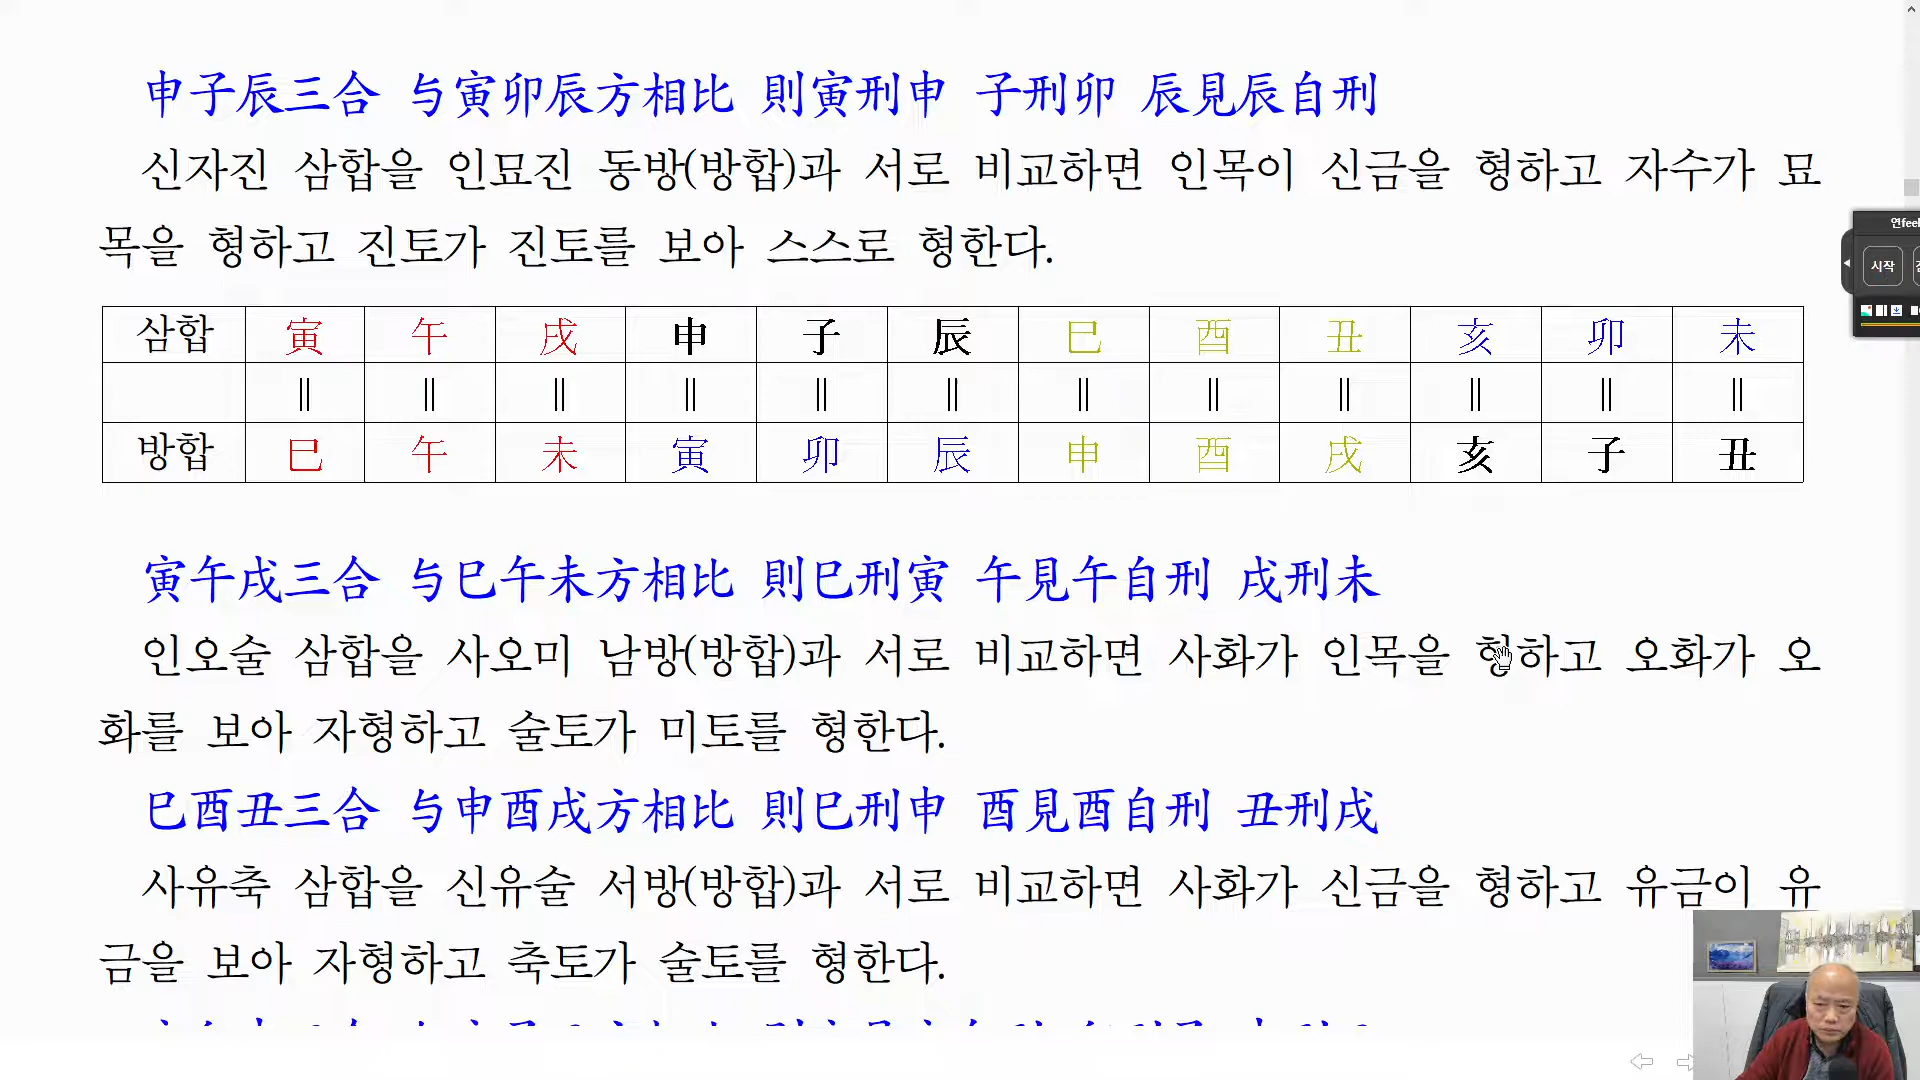 申子辰三合 与寅卯辰方相比 則寅刑申 子刑卯 辰見辰自刑
신자진 삼합을 인묘진 동방(방합)과 서로 비교하면 인목이 신금을 형하고 자수가 묘
목을 형하고 진토가 진토를 보아 스스로 형한다.
연feel
시작
삼합 寅 午 戌 申 子 辰 巳 酉 丑 亥 卯 未
∥ ∥ ∥ ∥ ∥ ∥ ∥ ∥ ∥ ∥ ∥ ∥
방합 巳 午 未 寅 卯 辰 申 酉 戌 亥 子 丑
寅午戌三合 与巳午未方相比 則巳刑寅 午見午自刑 戌刑未
인오술 삼합을 사오미 남방(방합)과 서로 비교하면 사화가 인목을 형하고 오화가 오
화를 보아 자형하고 술토가 미토를 형한다.
巳酉丑三合 与申酉戌方相比 則巳刑申 酉見酉自刑 丑刑戌
사유축 삼합을 신유술 서방(방합)과 서로 비교하면 사화가 신금을 형하고 유금이 유
금을 보아 자형하고 축토가 술토를 형한다.